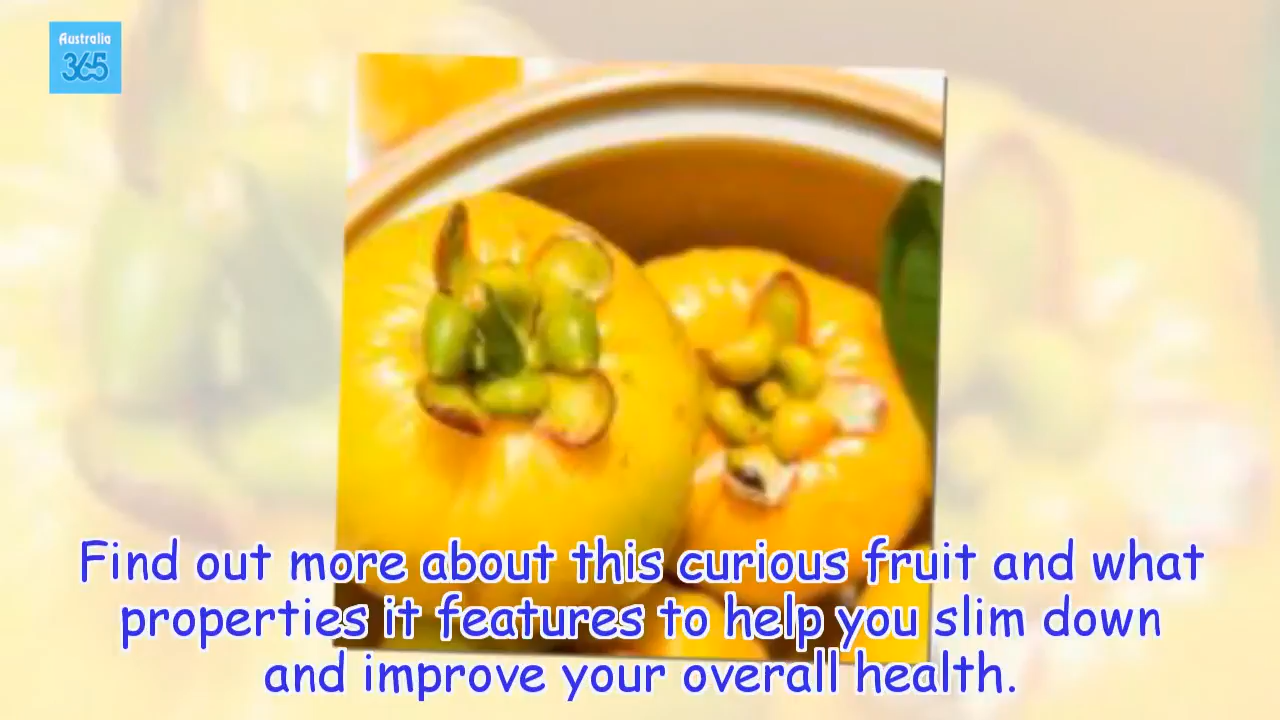 Australia
365
Find out more about this curious fruit and what
properties it features to help you slim down
and improve your overall health.